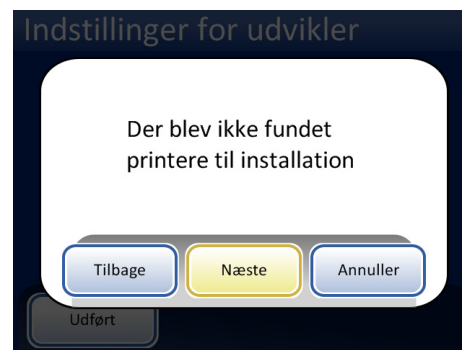 Indstillinger for udvikler
Der blev ikke fundet
printere til installation
Tilbage
Næste
Annuller
Udført